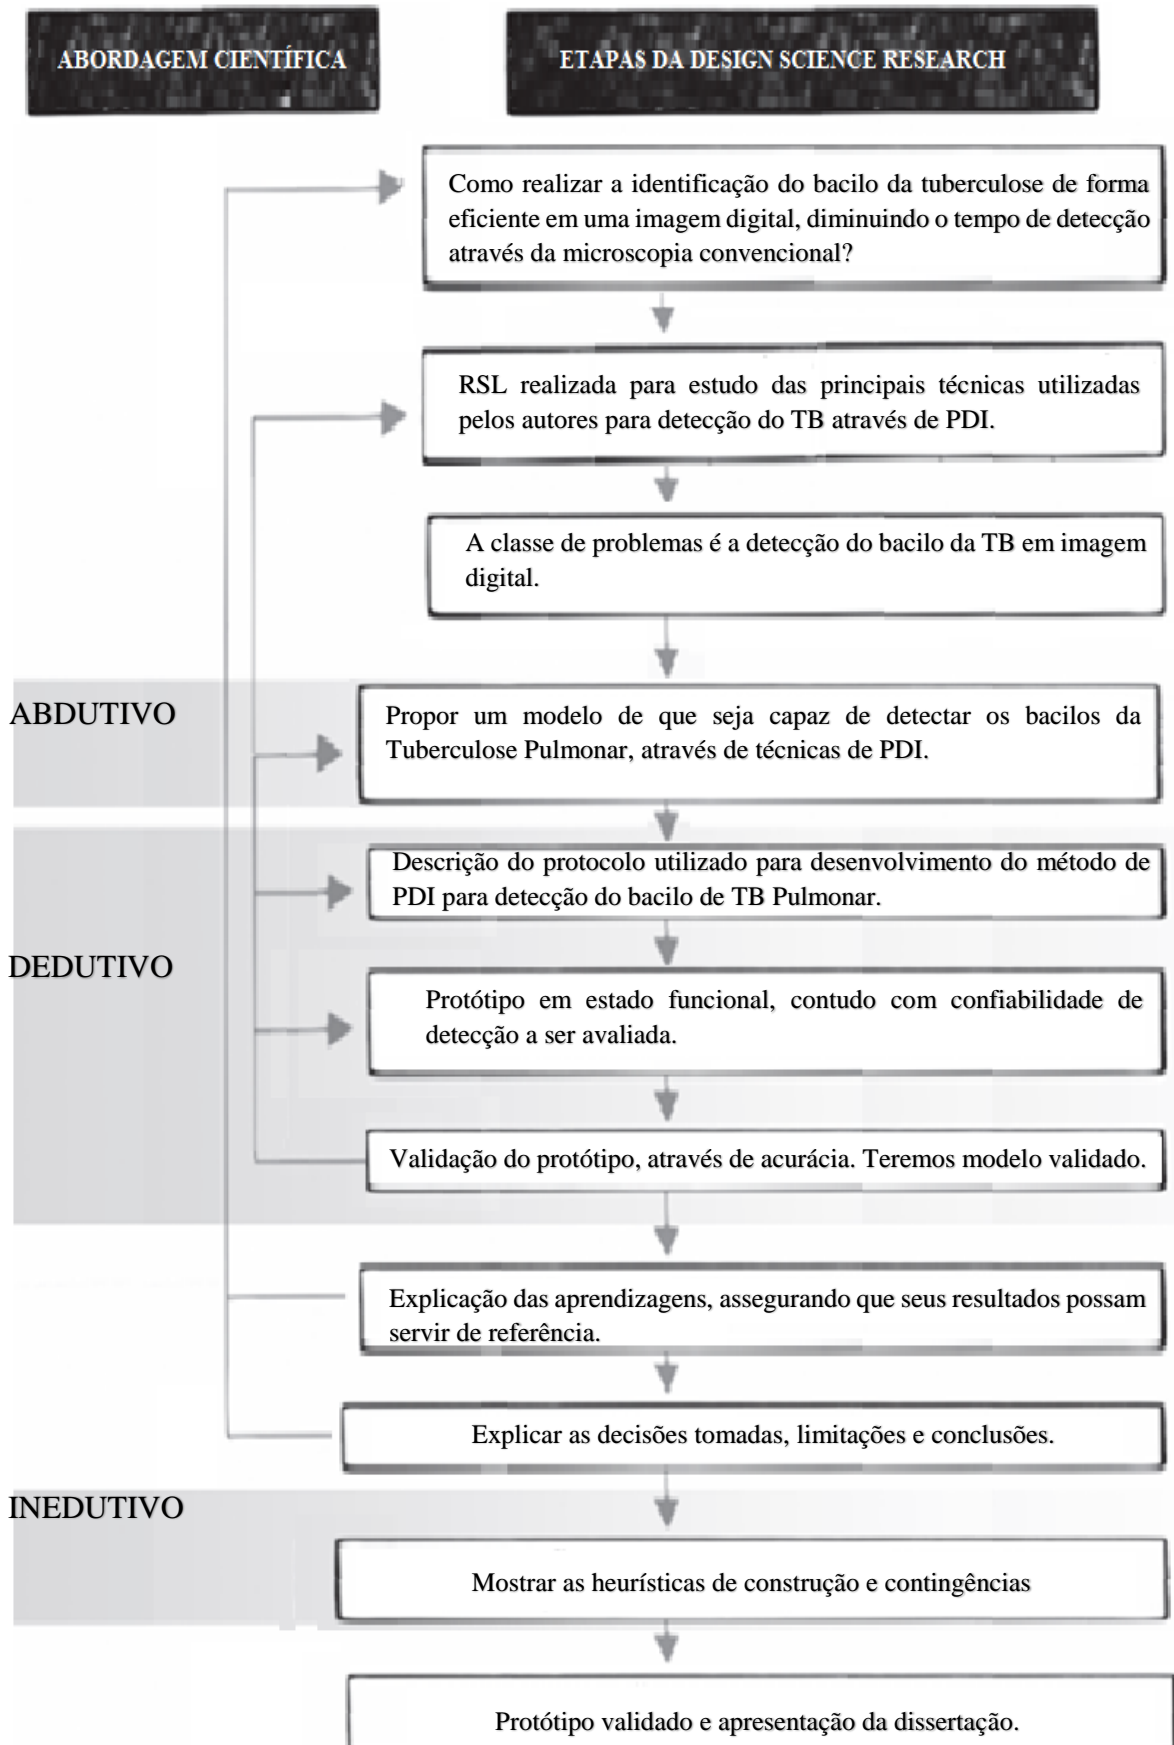 ABORDAGEM CIENTÍFICA
ETAPAS DA DESIGN SCIENCE RESEARCH
Como realizar a identificação do bacilo da tuberculose de forma
eficiente em uma imagem digital, diminuindo o tempo de detecção
através da microscopia convencional?
RSL realizada para estudo das principais técnicas utilizadas
pelos autores para detecção do TB através de PDI.
A classe de problemas é a detecção do bacilo da TB em imagem
digital.
ABDUTIVO
Propor um modelo de que seja capaz de detectar os bacilos da
Tuberculose Pulmonar, através de técnicas de PDI.
Descrição do protocolo utilizado para desenvolvimento do método de
PDI para detecção do bacilo de TB Pulmonar.
DEDUTIVO
Protótipo em estado funcional, contudo com confiabilidade de
detecção a ser avaliada.
Validação do protótipo, através de acurácia. Teremos modelo validado.
Explicação das aprendizagens, assegurando que seus resultados possam
servir de referência.
Explicar as decisões tomadas, limitações e conclusões.
INEDUTIVO
Mostrar as heurísticas de construção e contingências
Protótipo validado e apresentação da dissertação.